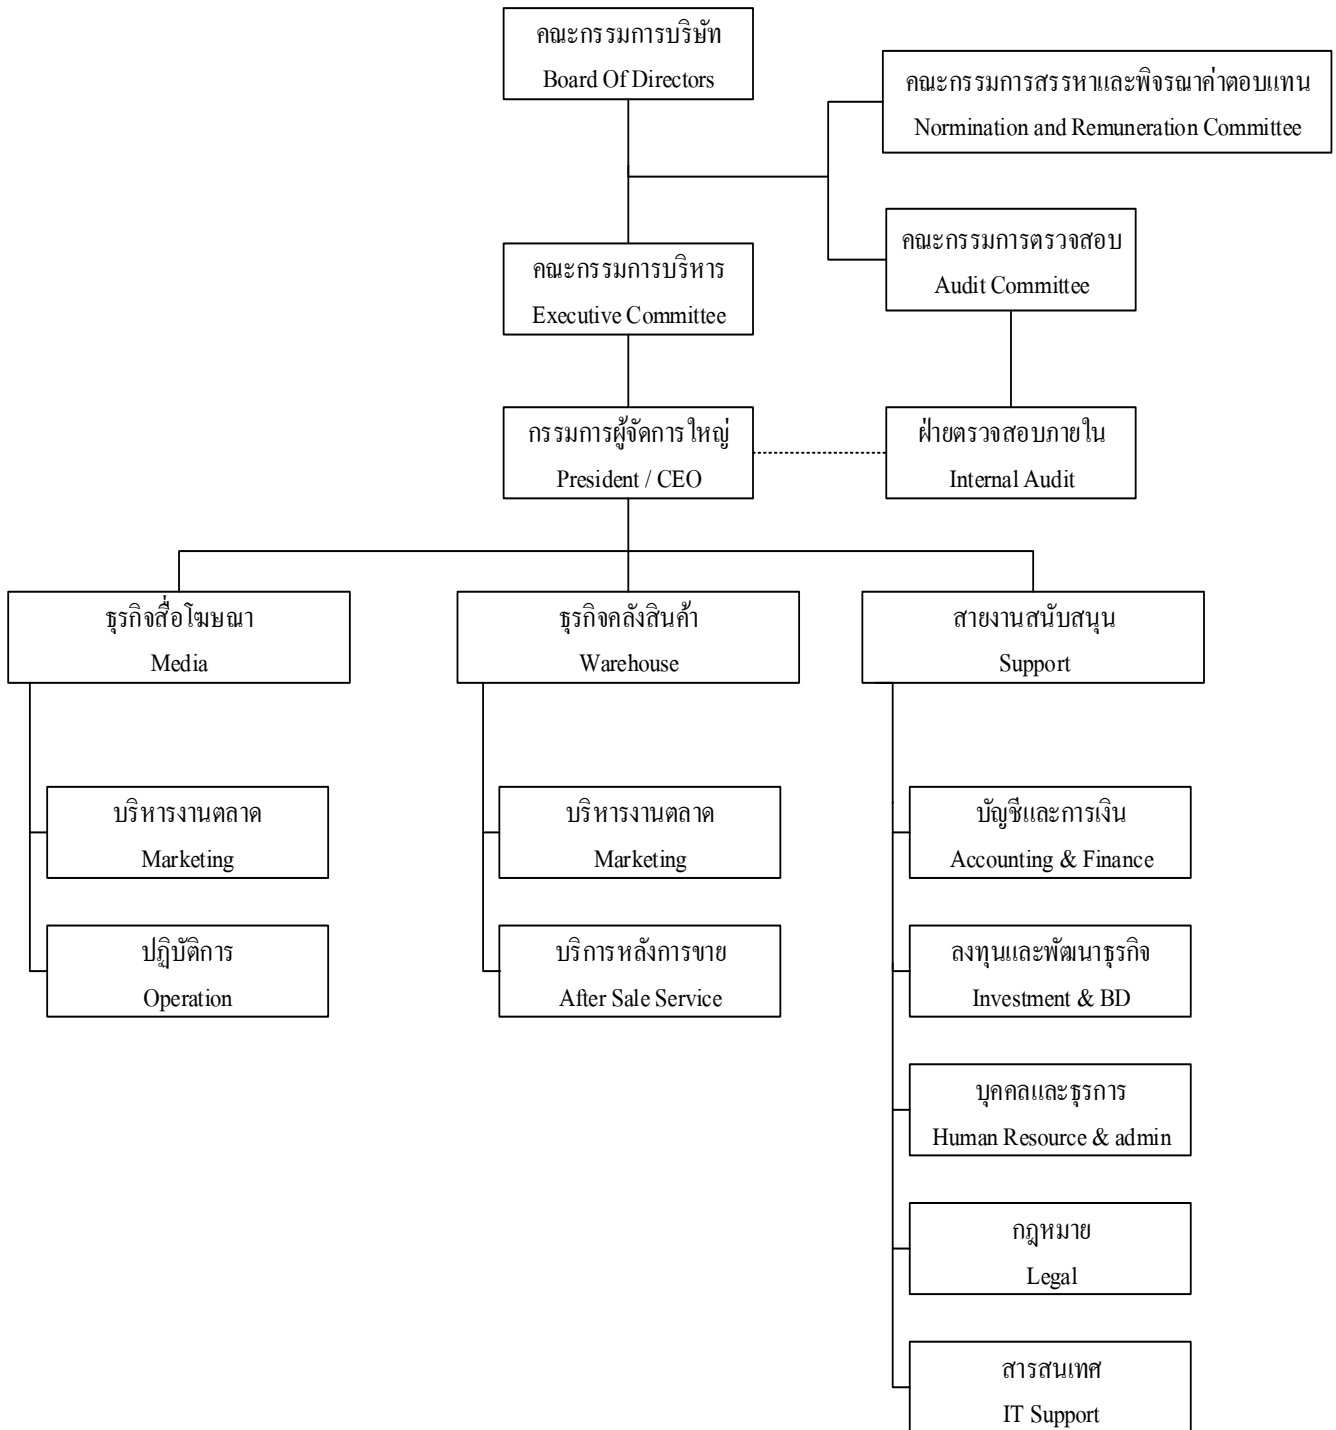 คณะกรรมการบริษัท
Board Of Directors
คณะกรรมการสรรหาและพิจรณาค่าตอบแทน
Normination and Remuneration Committee
คณะกรรมการตรวจสอบ
Audit Committee
คณะกรรมการบริหาร
Executive Committee
กรรมการผู้จัดการใหญ่
President / CEO
ฝ่ายตรวจสอบภายใน
Internal Audit
ธุรกิจสื่อโฆษณา
Media
ธุรกิจคลังสินค้า
Warehouse
สายงานสนับสนุน
Support
บริหารงานตลาด
Marketing
ปฏิบัติการ
Operation
บริหารงานตลาด
Marketing
บริการหลังการขาย
After Sale Service
บัญชีและการเงิน
Accounting & Finance
ลงทุนและพัฒนาธุรกิจ
Investment & BD
บุคคลและธุรการ
Human Resource & admin
กฎหมาย
Legal
สารสนเทศ
IT Support